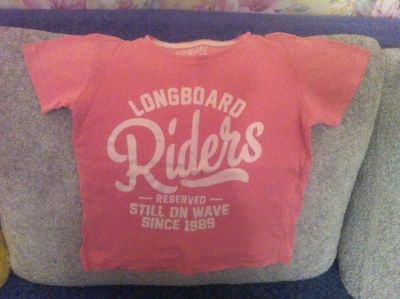 LONGBOARD
Riders
RESERVED
STILL ON WAVE
SINCE 1989